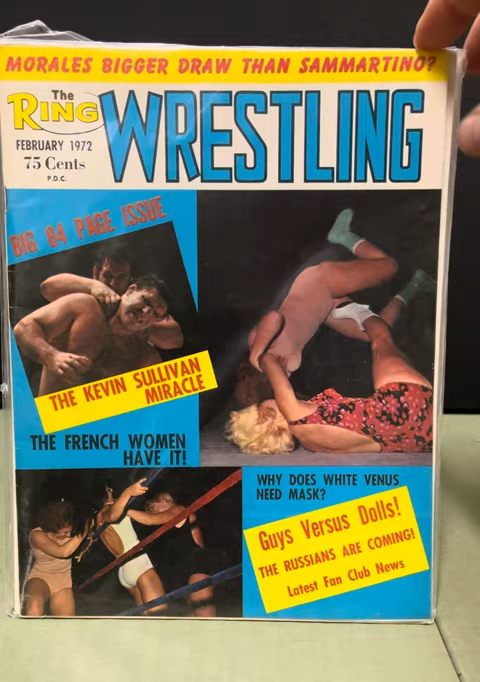 MORALES BIGGER DRAW THAN SAMMARTINO?
The
RING
WRESTLING
FEBRUARY 1972
75 Cents
P.D.C.
BIG 84 PAGE ISSUE
THE KEVIN SULLIVAN
MIRACLE
THE FRENCH WOMEN
HAVE IT!
WHY DOES WHITE VENUS
NEED MASK?
Guys Versus Dolls!
THE RUSSIANS ARE COMING!
Latest Fan Club News